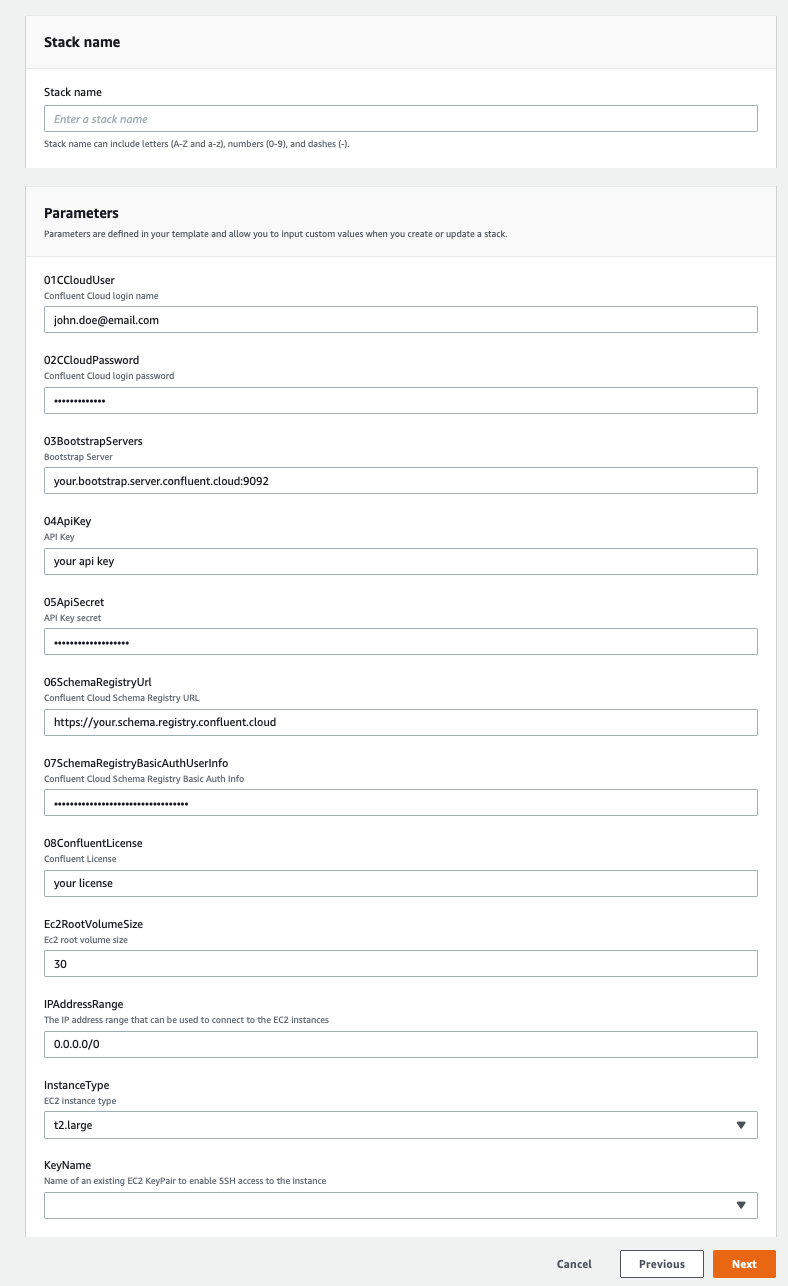 Stack name
Stack name
Enter a stack name
Stack name can include letters (A-Z and a-z), numbers (0-9), and dashes (-).
Parameters
Parameters are defined in your template and allow you to input custom values when you create or update a stack.
01CCloudUser
Confluent Cloud login name
john.doe@email.com
02CCloudPassword
Confluent Cloud login password
•••••••••••••
03BootstrapServers
Bootstrap Server
your.bootstrap.server.confluent.cloud:9092
04ApiKey
API Key
your api key
05ApiSecret
API Key secret
•••••••••••••••••••
06SchemaRegistryUrl
Confluent Cloud Schema Registry URL
https://your.schema.registry.confluent.cloud
07SchemaRegistryBasicAuthUserInfo
Confluent Cloud Schema Registry Basic Auth Info
••••••••••••••••••••••••••••••••••
08ConfluentLicense
Confluent License
your license
Ec2RootVolumeSize
Ec2 root volume size
30
IPAddressRange
The IP address range that can be used to connect to the EC2 instances
0.0.0.0/0
InstanceType
EC2 instance type
t2.large
KeyName
Name of an existing EC2 KeyPair to enable SSH access to the instance
Cancel Previous Next